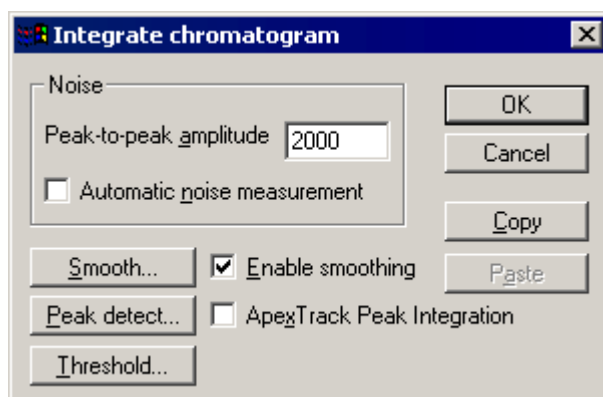 Integrate chromatogram
Noise
Peak-to-peak amplitude 2000
Automatic noise measurement
OK
Cancel
Copy
Paste
Smooth... Enable smoothing
Peak detect... ApexTrack Peak Integration
Threshold...